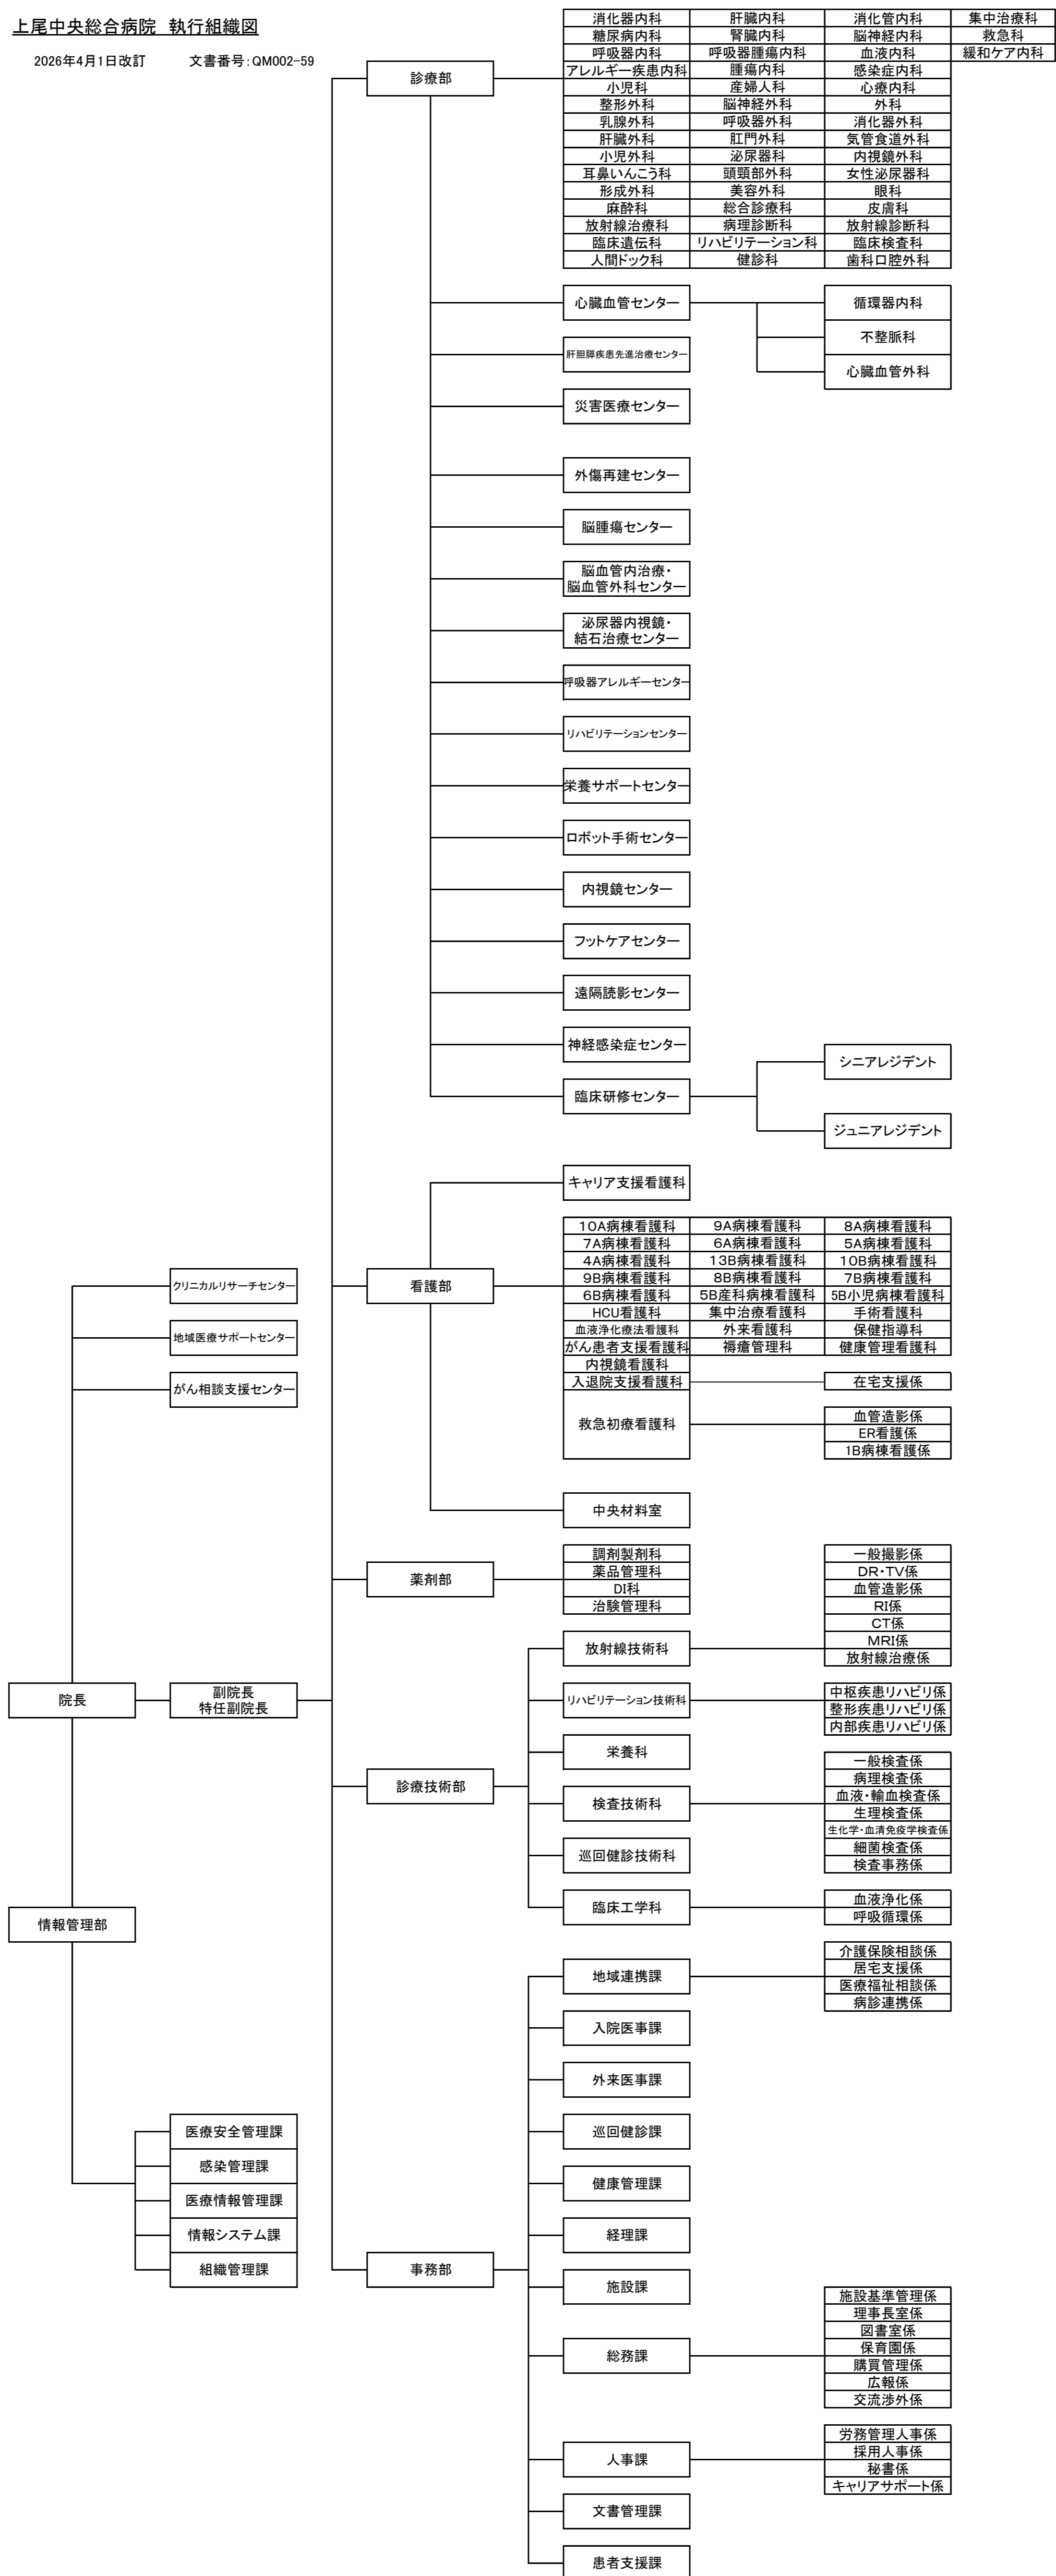 上尾中央総合病院 執行組織図
2026年4月1日改訂 文書番号:QM002-59
診療部
消化器内科 肝臓内科 消化管内科 集中治療科
糖尿病内科 腎臓内科 脳神経内科 救急科
呼吸器内科 呼吸器腫瘍内科 血液内科 緩和ケア内科
アレルギー疾患内科 腫瘍内科 感染症内科
小児科 産婦人科 心療内科
整形外科 脳神経外科 外科
乳腺外科 呼吸器外科 消化器外科
肝臓外科 肛門外科 気管食道外科
小児外科 泌尿器科 内視鏡外科
耳鼻いんこう科 頭頸部外科 女性泌尿器科
形成外科 美容外科 眼科
麻酔科 総合診療科 皮膚科
放射線治療科 病理診断科 放射線診断科
臨床遺伝科 リハビリテーション科 臨床検査科
人間ドック科 健診科 歯科口腔外科
心臓血管センター
循環器内科
不整脈科
心臓血管外科
肝胆膵疾患先進治療センター
災害医療センター
外傷再建センター
脳腫瘍センター
脳血管内治療・
脳血管外科センター
泌尿器内視鏡・
結石治療センター
呼吸器アレルギーセンター
リハビリテーションセンター
栄養サポートセンター
ロボット手術センター
内視鏡センター
フットケアセンター
遠隔読影センター
神経感染症センター
臨床研修センター
シニアレジデント
ジュニアレジデント
看護部
キャリア支援看護科
10A病棟看護科 9A病棟看護科 8A病棟看護科
7A病棟看護科 6A病棟看護科 5A病棟看護科
4A病棟看護科 13B病棟看護科 10B病棟看護科
9B病棟看護科 8B病棟看護科 7B病棟看護科
6B病棟看護科 5B産科病棟看護科 5B小児病棟看護科
HCU看護科 集中治療看護科 手術看護科
血液浄化療法看護科 外来看護科 保健指導科
がん患者支援看護科 褥瘡管理科 健康管理看護科
内視鏡看護科
入退院支援看護科 在宅支援係
救急初療看護科
血管造影係
ER看護係
1B病棟看護係
中央材料室
クリニカルリサーチセンター
地域医療サポートセンター
がん相談支援センター
薬剤部
調剤製剤科
薬品管理科
DI科
治験管理科
院長
副院長
特任副院長
診療技術部
放射線技術科
一般撮影係
DR・TV係
血管造影係
RI係
CT係
MRI係
放射線治療係
リハビリテーション技術科
中枢疾患リハビリ係
整形疾患リハビリ係
内部疾患リハビリ係
栄養科
検査技術科
一般検査係
病理検査係
血液・輸血検査係
生理検査係
生化学・血清免疫学検査係
細菌検査係
検査事務係
巡回健診技術科
臨床工学科
血液浄化係
呼吸循環係
情報管理部
医療安全管理課
感染管理課
医療情報管理課
情報システム課
組織管理課
事務部
地域連携課
介護保険相談係
居宅支援係
医療福祉相談係
病診連携係
入院医事課
外来医事課
巡回健診課
健康管理課
経理課
施設課
総務課
施設基準管理係
理事長室係
図書室係
保育園係
購買管理係
広報係
交流渉外係
人事課
労務管理人事係
採用人事係
秘書係
キャリアサポート係
文書管理課
患者支援課